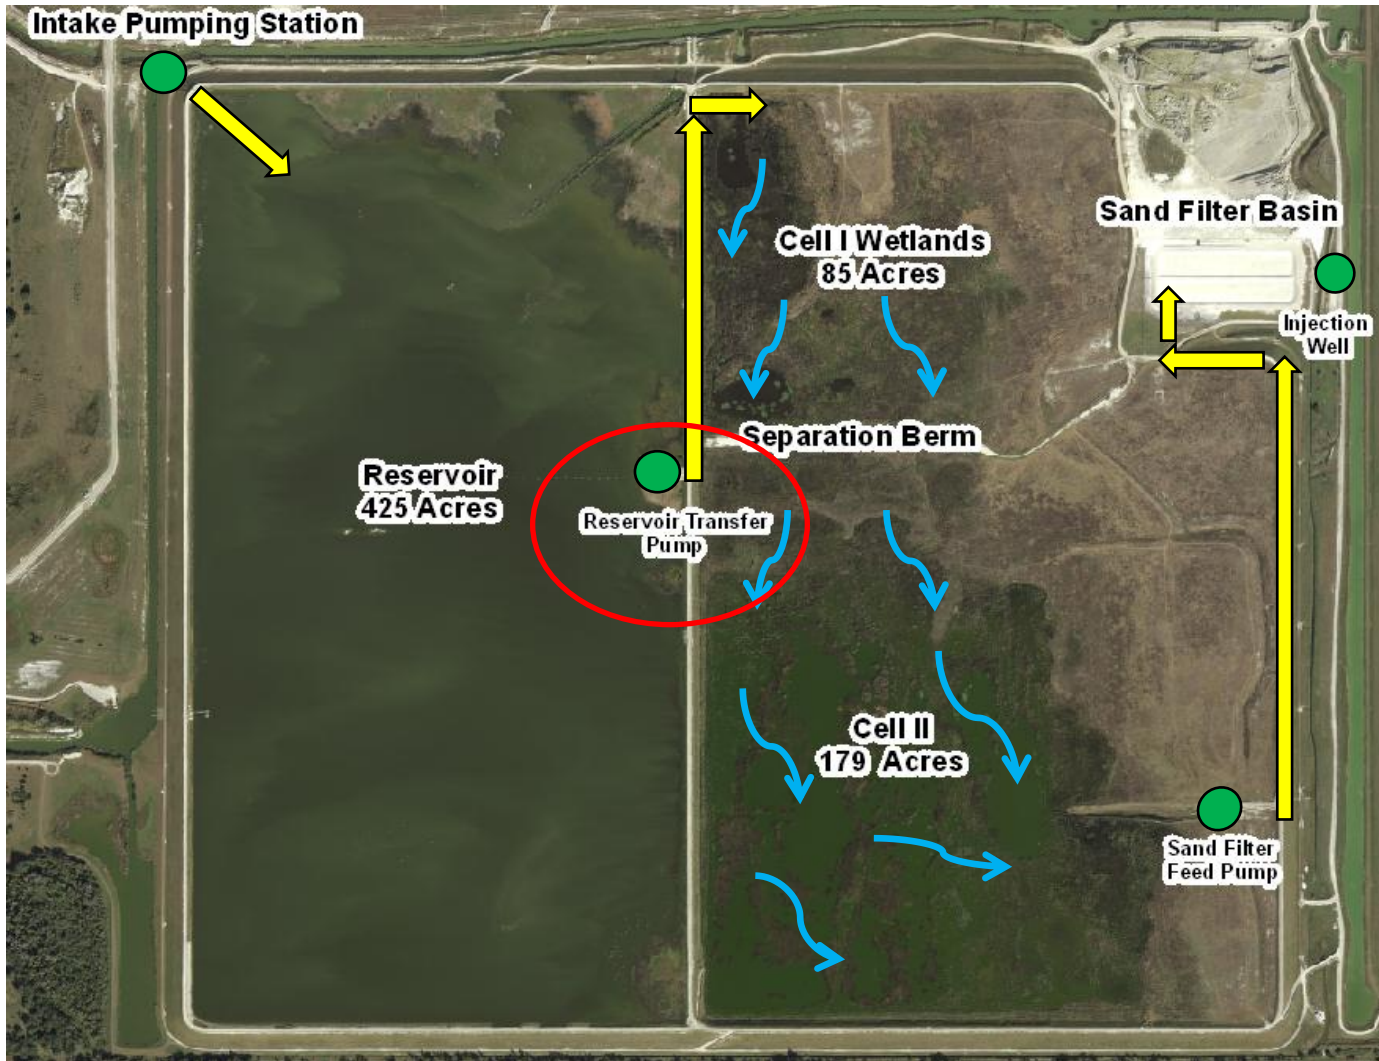 Intake Pumping Station
Sand Filter Basin
Cell I Wetlands
85 Acres
Injection
Well
Separation Berm
Reservoir
425 Acres
Reservoir Transfer
Pump
Cell II
179 Acres
Sand Filter
Feed Pump